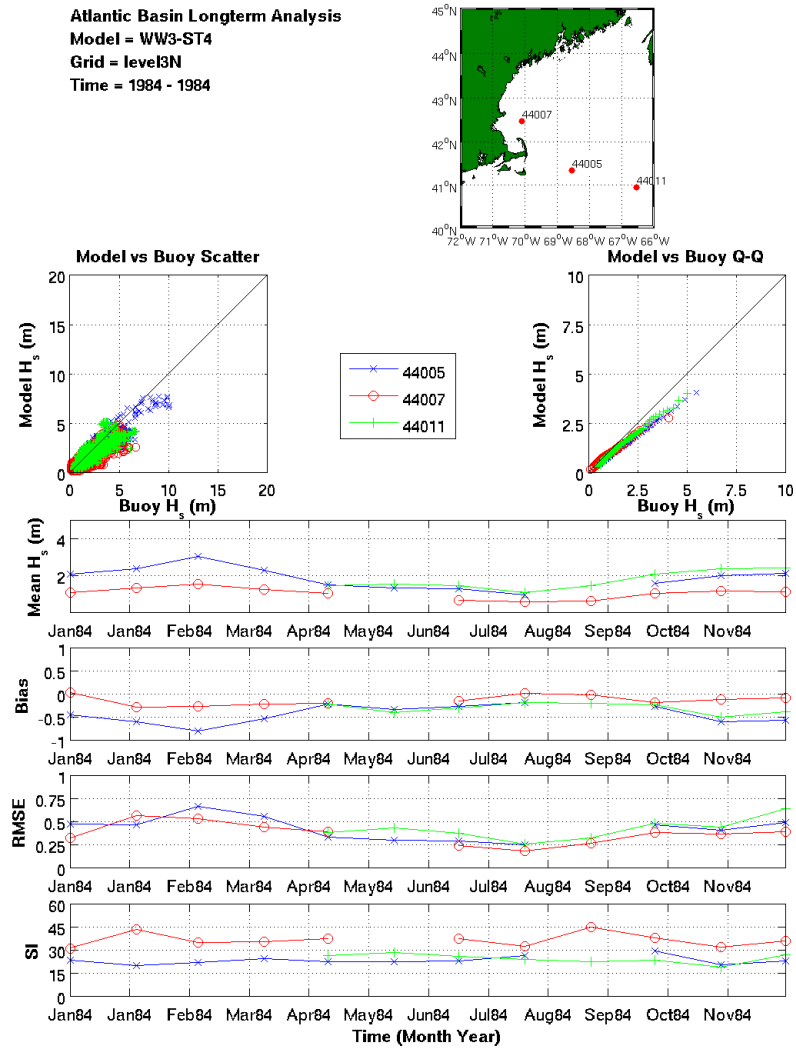 Atlantic Basin Longterm Analysis
Model = WW3-ST4
Grid = level3N
Time = 1984 - 1984
45°N
44°N
43°N
42°N
41°N
40°N
72°W 71°W 70°W 69°W 68°W 67°W 66°W
44007
44005
44011
Model vs Buoy Scatter
20
15
10
5
0
0 5 10 15 20
Model Hs (m)
Buoy Hs (m)
44005
44007
44011
Model vs Buoy Q-Q
10
7.5
5
2.5
0
0 2.5 5 7.5 10
Model Hs (m)
Buoy Hs (m)
Mean Hs (m)
4
2
Jan84 Jan84 Feb84 Mar84 Apr84 May84 Jun84 Jul84 Aug84 Sep84 Oct84 Nov84
Bias
1
0.5
0
-0.5
-1
Jan84 Jan84 Feb84 Mar84 Apr84 May84 Jun84 Jul84 Aug84 Sep84 Oct84 Nov84
RMSE
1
0.75
0.5
0.25
0
Jan84 Jan84 Feb84 Mar84 Apr84 May84 Jun84 Jul84 Aug84 Sep84 Oct84 Nov84
SI
60
45
30
15
0
Jan84 Jan84 Feb84 Mar84 Apr84 May84 Jun84 Jul84 Aug84 Sep84 Oct84 Nov84
Time (Month Year)